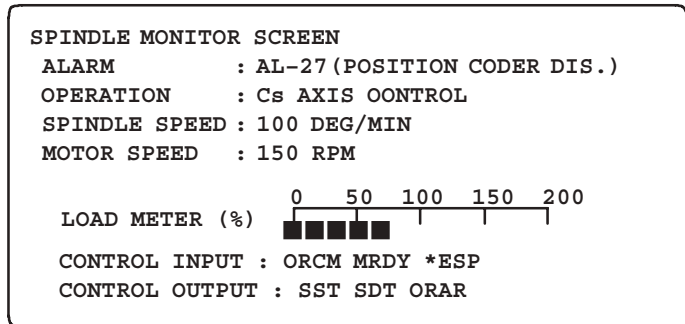 SPINDLE MONITOR SCREEN
ALARM : AL-27(POSITION CODER DIS.)
OPERATION : Cs AXIS OONTROL
SPINDLE SPEED : 100 DEG/MIN
MOTOR SPEED : 150 RPM
0 50 100 150 200
LOAD METER (%)
CONTROL INPUT : ORCM MRDY *ESP
CONTROL OUTPUT : SST SDT ORAR